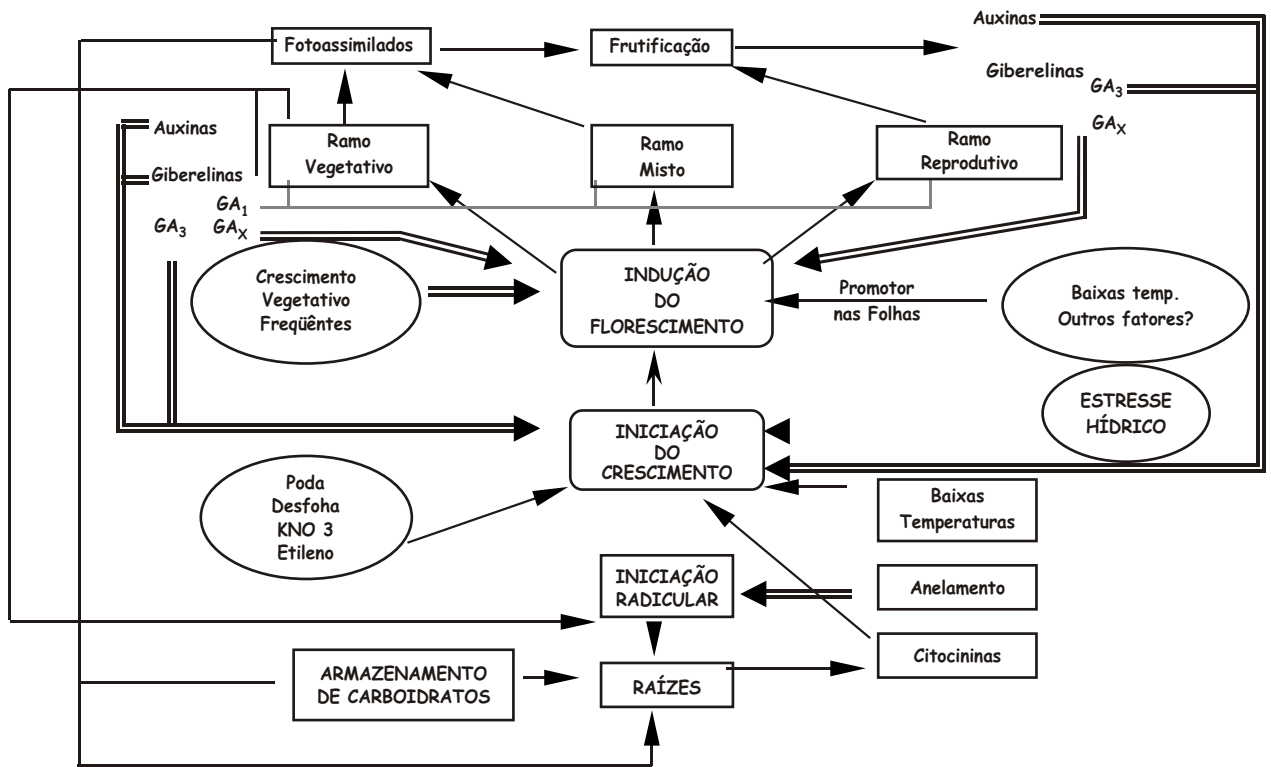 Auxinas
Fotoassimilados
Frutificação
Giberelinas
GA3
GAX
Auxinas
Ramo
Vegetativo
Ramo
Misto
Ramo
Reprodutivo
Giberelinas
GA1
GA3 GAX
Crescimento
Vegetativo
Freqüêntes
INDUÇÃO
DO
FLORESCIMENTO
Promotor
nas Folhas
Baixas temp.
Outros fatores?
ESTRESSE
HÍDRICO
INICIAÇÃO
DO
CRESCIMENTO
Poda
Desfoha
KNO 3
Etileno
Baixas
Temperaturas
INICIAÇÃO
RADICULAR
Anelamento
Citocininas
ARMAZENAMENTO
DE CARBOIDRATOS
RAÍZES